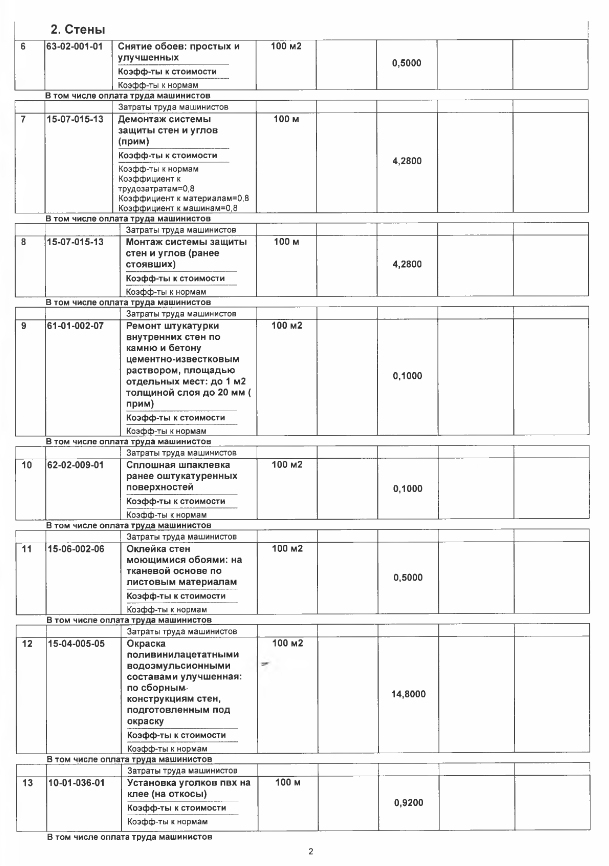 2. Стены
6 63-02-001-01 Снятие обоев: простых и 100 м2
улучшенных
0,5000
Коэфф-ты к стоимости
Коэфф-ты к нормам
В том числе оплата труда машинистов
Затраты труда машинистов
7 15-07-015-13 Демонтаж системы 100 м
защиты стен и углов
(прим)
Коэфф-ты к стоимости
4,2800
Коэфф-ты к нормам
Коэффициент к
трудозатратам=0,8
Коэффициент к материалам=0,8
Коэффициент к машинам=0,8
В том числе оплата труда машинистов
Затраты труда машинистов
8 15-07-015-13 Монтаж системы защиты 100 м
стен и углов (ранее
стоявших)
4,2800
Коэфф-ты к стоимости
Коэфф-ты к нормам
В том числе оплата труда машинистов
Затраты труда машинистов
9 61-01-002-07 Ремонт штукатурки 100 м2
внутренних стен по
камню и бетону
цементно-известковым
раствором, площадью
0,1000
отдельных мест: до 1 м2
толщиной слоя до 20 мм (
прим)
Коэфф-ты к стоимости
Коэфф-ты к нормам
В том числе оплата труда машинистов
Затраты труда машинистов
10 62-02-009-01 Сплошная шпаклевка 100 м2
ранее оштукатуренных
поверхностей
0,1000
Коэфф-ты к стоимости
Коэфф-ты к нормам
В том числе оплата труда машинистов
Затраты труда машинистов
11 15-06-002-06 Оклейка стен 100 м2
моющимися обоями: на
тканевой основе по
листовым материалам
0,5000
Коэфф-ты к стоимости
Коэфф-ты к нормам
В том числе оплата труда машинистов
Затраты труда машинистов
12 15-04-005-05 Окраска 100 м2
поливинилацетатными
водоэмульсионными
составами улучшенная:
по сборным
конструкциям стен,
14,8000
подготовленным под
окраску
Коэфф-ты к стоимости
Коэфф-ты к нормам
В том числе оплата труда машинистов
Затраты труда машинистов
13 10-01-036-01 Установка уголков пвх на 100 м
клее (на откосы)
0,9200
Коэфф-ты к стоимости
Коэфф-ты к нормам
В том числе оплата труда машинистов
2